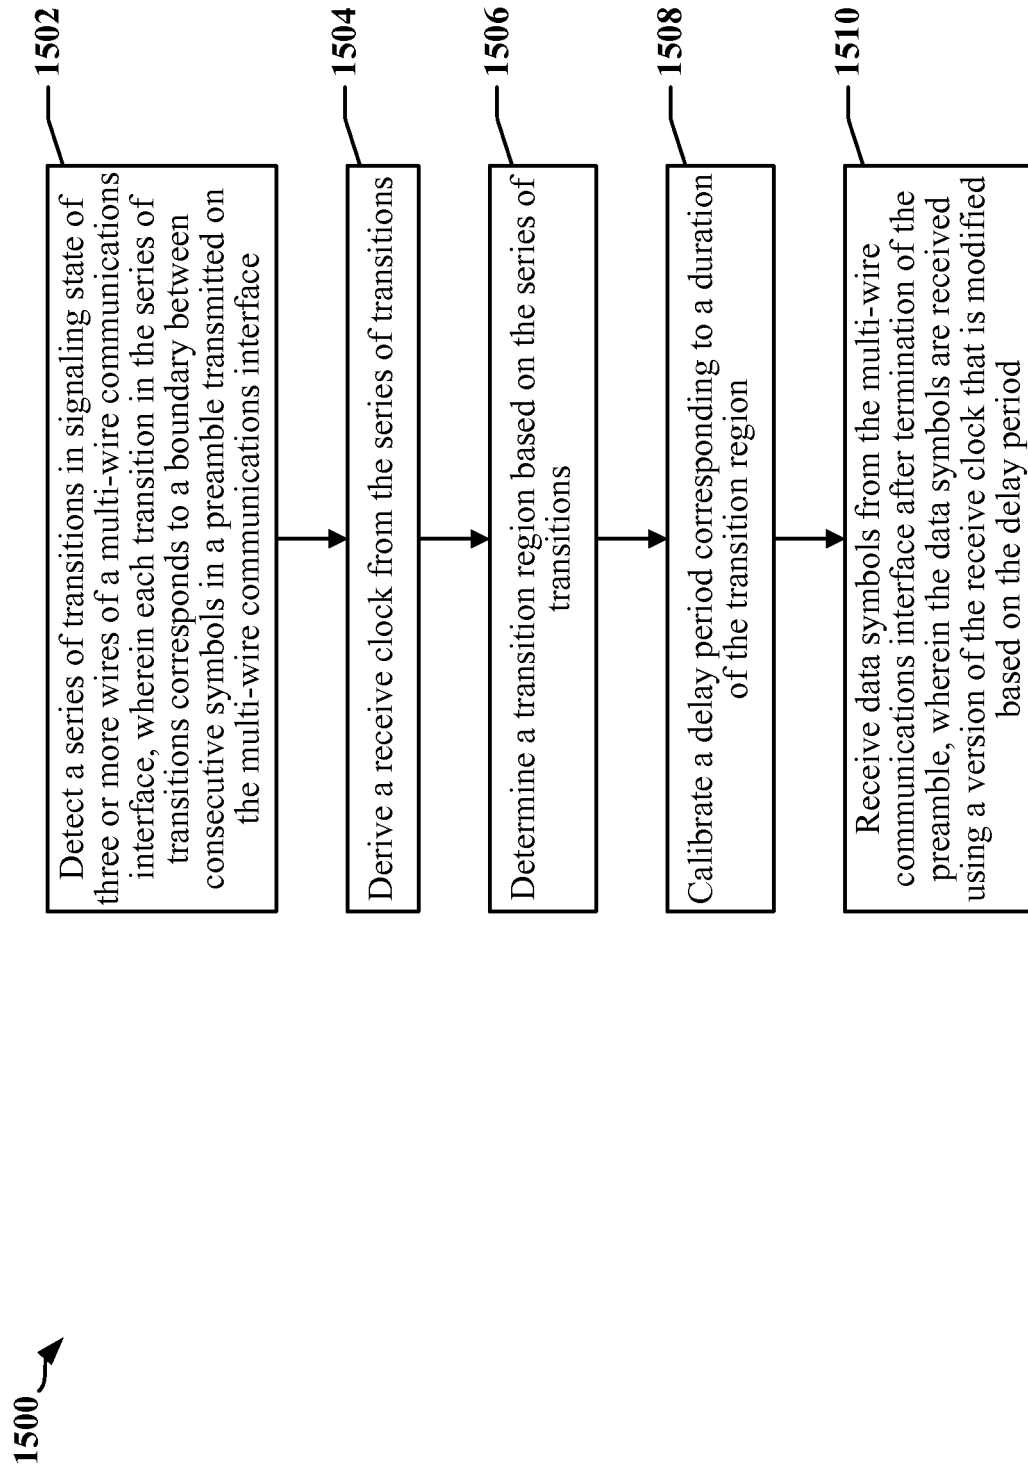 1500
1502
Detect a series of transitions in signaling state of
three or more wires of a multi-wire communications
interface, wherein each transition in the series of
transitions corresponds to a boundary between
consecutive symbols in a preamble transmitted on
the multi-wire communications interface
1504
Derive a receive clock from the series of transitions
1506
Determine a transition region based on the series of
transitions
1508
Calibrate a delay period corresponding to a duration
of the transition region
1510
Receive data symbols from the multi-wire
communications interface after termination of the
preamble, wherein the data symbols are received
using a version of the receive clock that is modified
based on the delay period